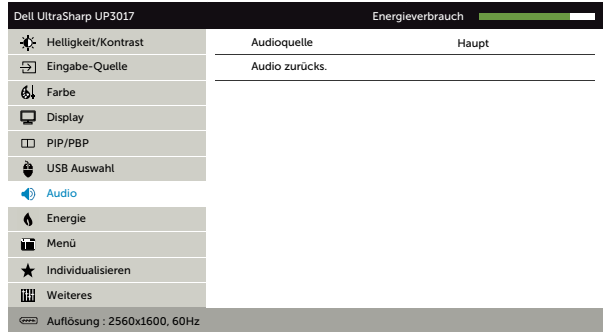 Dell UltraSharp UP3017 Energieverbrauch
Helligkeit/Kontrast Audioquelle Haupt
Eingabe-Quelle Audio zurücks.
Farbe
Display
PIP/PBP
USB Auswahl
Audio
Energie
Menü
Individualisieren
Weiteres
Auflösung : 2560x1600, 60Hz